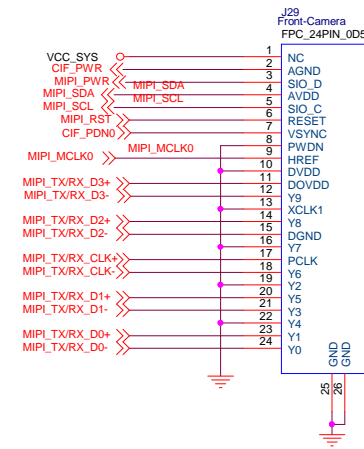 J29
Front-Camera
FPC_24PIN_0D5
VCC_SYS 1 NC
CIF_PWR 2 AGND
MIPI_PWR 3 SIO_D
MIPI_SDA MIPI_SDA 4 AVDD
MIPI_SCL MIPI_SCL 5 SIO_C
MIPI_RST 6 RESET
CIF_PDN0 7 VSYNC
8 PWDN
MIPI_MCLK0 MIPI_MCLK0 9 HREF
10 DVDD
MIPI_TX/RX_D3+ 11 DOVDD
MIPI_TX/RX_D3- 12 Y9
13 XCLK1
MIPI_TX/RX_D2+ 14 Y8
MIPI_TX/RX_D2- 15 DGND
16 Y7
MIPI_TX/RX_CLK+ 17 PCLK
MIPI_TX/RX_CLK- 18 Y6
19 Y2
MIPI_TX/RX_D1+ 20 Y5
MIPI_TX/RX_D1- 21 Y3
22 Y4
MIPI_TX/RX_D0+ 23 Y1
MIPI_TX/RX_D0- 24 Y0
GND GND
25 26